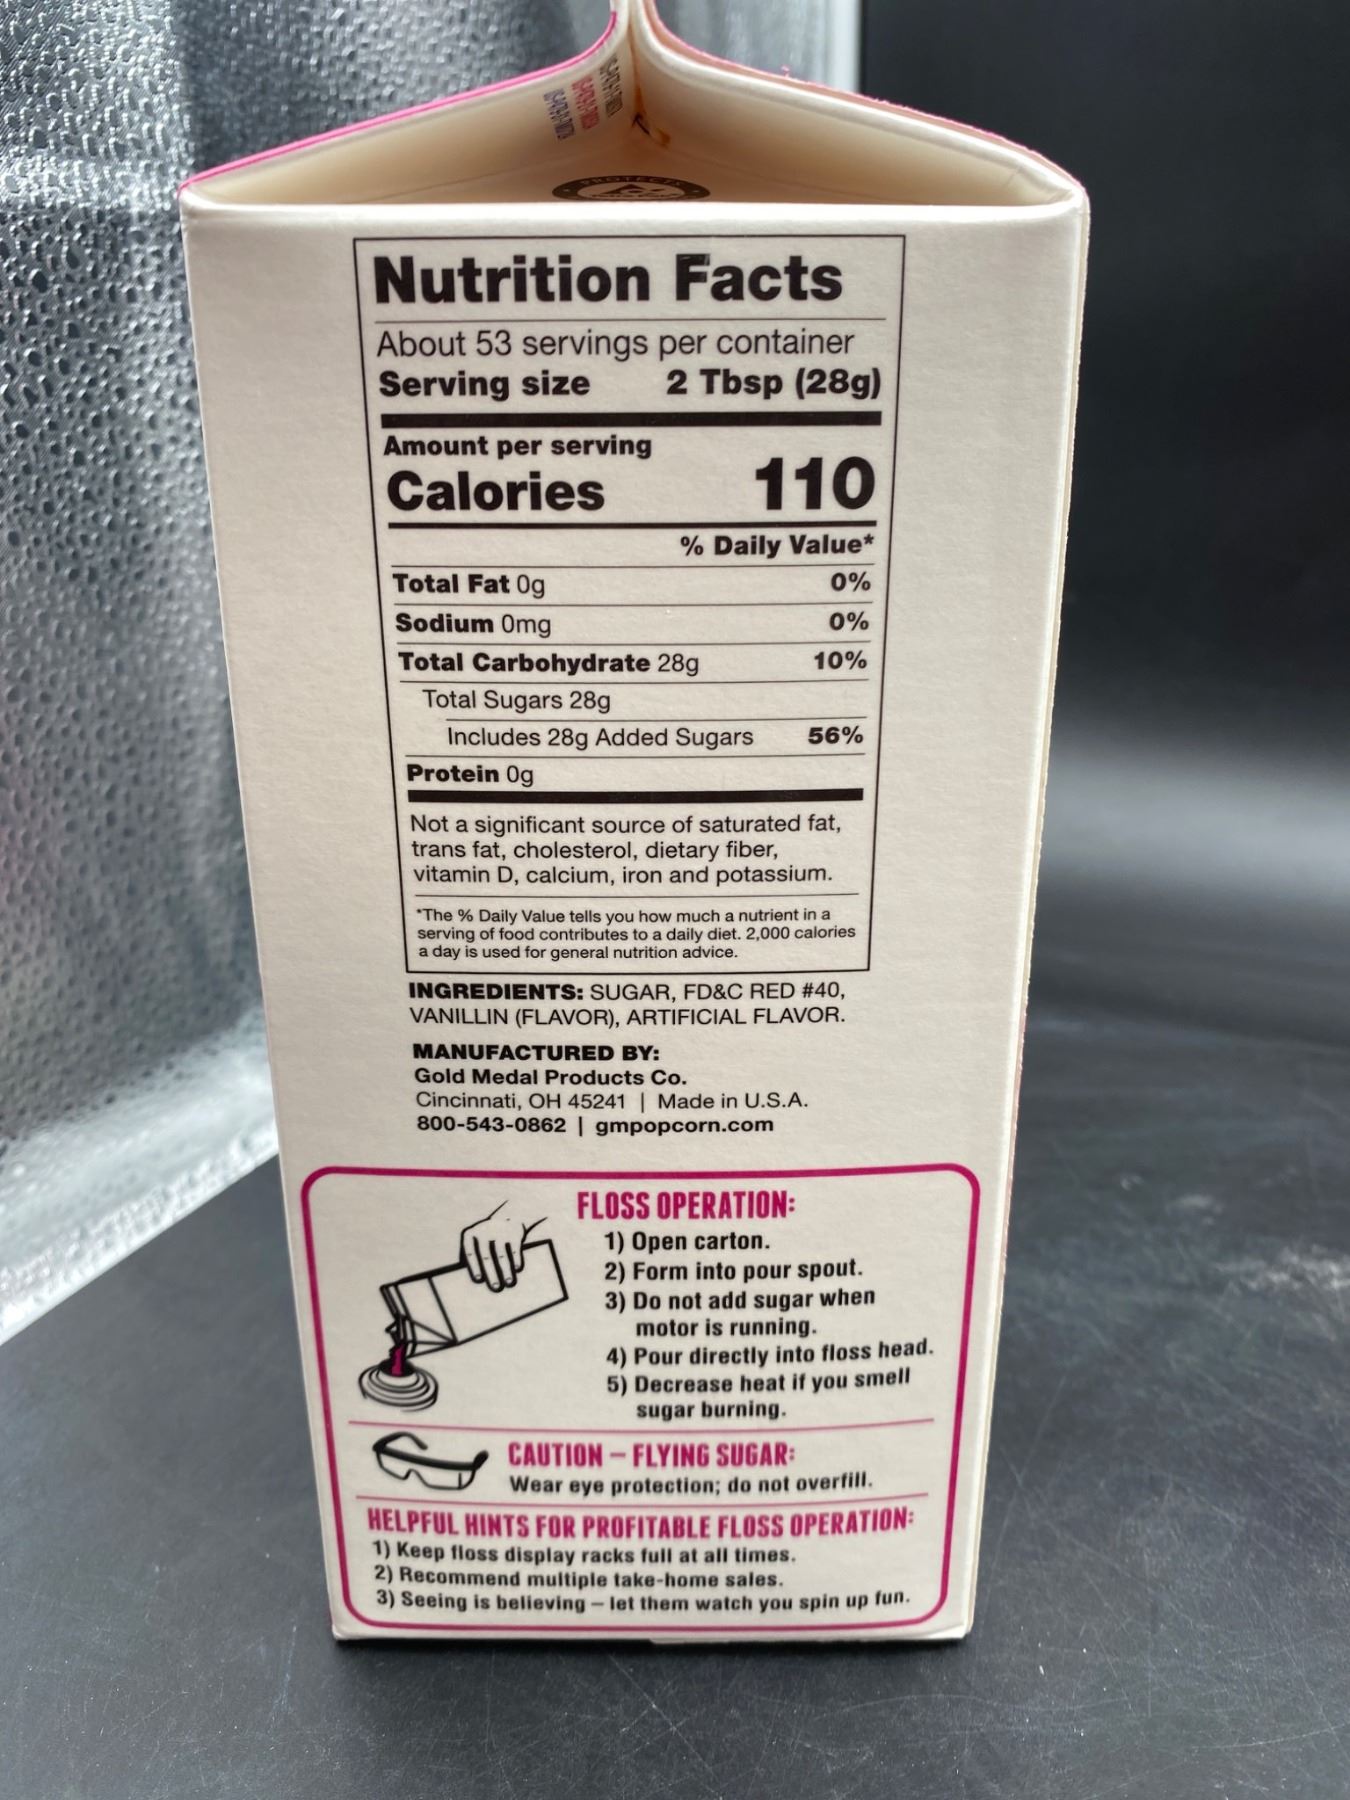 PROTECTS
Nutrition Facts
About 53 servings per container
Serving size 2 Tbsp (28g)
Amount per serving
Calories 110
% Daily Value*
Total Fat 0g 0%
Sodium 0mg 0%
Total Carbohydrate 28g 10%
Total Sugars 28g
Includes 28g Added Sugars 56%
Protein 0g
Not a significant source of saturated fat,
trans fat, cholesterol, dietary fiber,
vitamin D, calcium, iron and potassium.
*The % Daily Value tells you how much a nutrient in a
serving of food contributes to a daily diet. 2,000 calories
a day is used for general nutrition advice.
INGREDIENTS: SUGAR, FD&C RED #40,
VANILLIN (FLAVOR), ARTIFICIAL FLAVOR.
MANUFACTURED BY:
Gold Medal Products Co.
Cincinnati, OH 45241 | Made in U.S.A.
800-543-0862 | gmpopcorn.com
FLOSS OPERATION:
1) Open carton.
2) Form into pour spout.
3) Do not add sugar when
motor is running.
4) Pour directly into floss head.
5) Decrease heat if you smell
sugar burning.
CAUTION – FLYING SUGAR:
Wear eye protection; do not overfill.
HELPFUL HINTS FOR PROFITABLE FLOSS OPERATION:
1) Keep floss display racks full at all times.
2) Recommend multiple take-home sales.
3) Seeing is believing – let them watch you spin up fun.